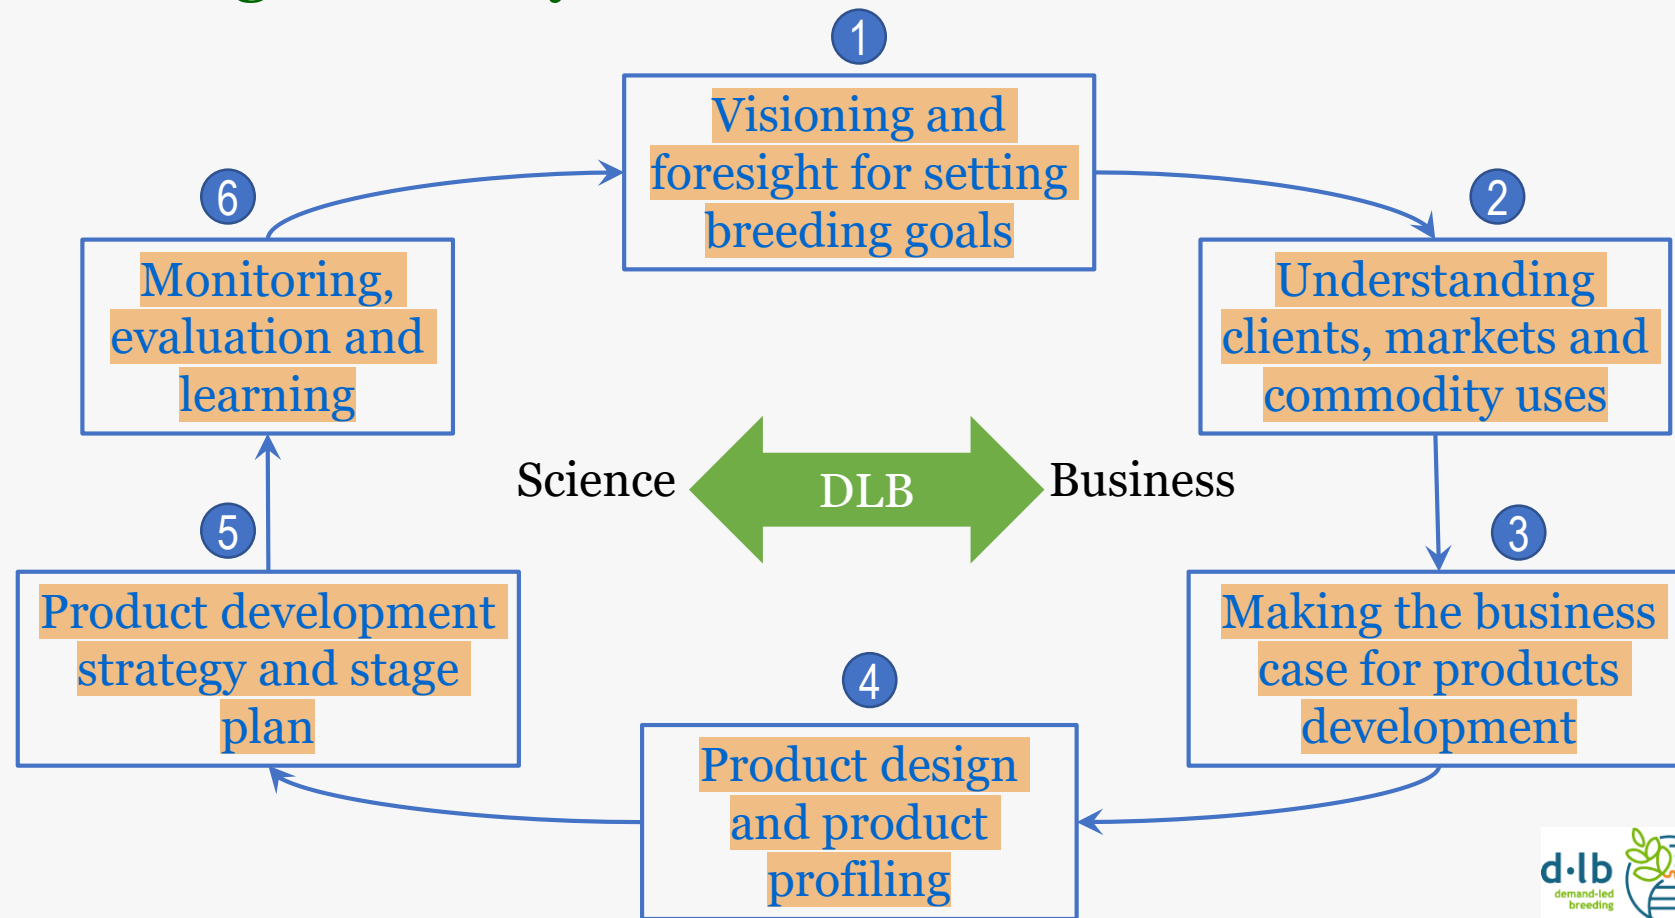 1
Visioning and
foresight for setting
breeding goals
2
Understanding
clients, markets and
commodity uses
3
Making the business
case for products
development
4
Product design
and product
profiling
5
Product development
strategy and stage
plan
6
Monitoring,
evaluation and
learning
Science
DLB
Business
d·lb
demand-led
breeding